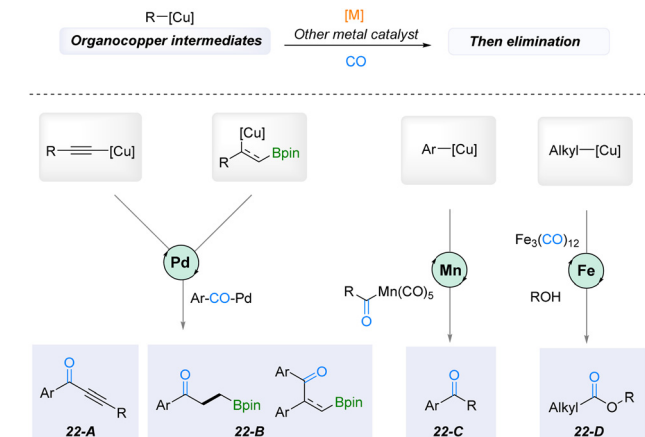 R—[Cu]
[M]
Organocopper intermediates
Other metal catalyst
Then elimination
CO
R
[Cu]
[Cu]
R
Bpin
Ar—[Cu]
Alkyl—[Cu]
Pd
Ar-CO-Pd
R
Mn(CO)5
O
Mn
Fe3(CO)12
Fe
ROH
O
Ar
R
22-A
O
Ar
Bpin
Ar
O
Ar
Bpin
22-B
O
Ar
R
22-C
O
Alkyl
O
R
22-D